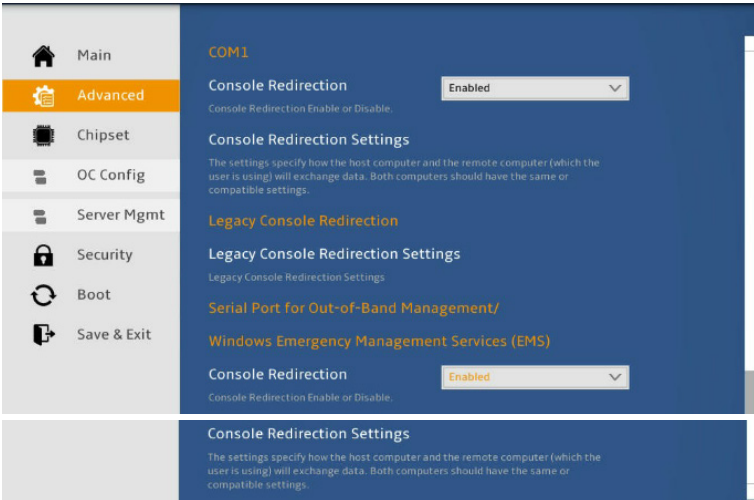 Main
Advanced
Chipset
OC Config
Server Mgmt
Security
Boot
Save & Exit
COM1
Console Redirection
Enabled
Console Redirection Enable or Disable.
Console Redirection Settings
The settings specify how the host computer and the remote computer (which the
user is using) will exchange data. Both computers should have the same or
compatible settings.
Legacy Console Redirection
Legacy Console Redirection Settings
Legacy Console Redirection Settings
Serial Port for Out-of-Band Management/
Windows Emergency Management Services (EMS)
Console Redirection
Enabled
Console Redirection Enable or Disable.
Console Redirection Settings
The settings specify how the host computer and the remote computer (which the
user is using) will exchange data. Both computers should have the same or
compatible settings.